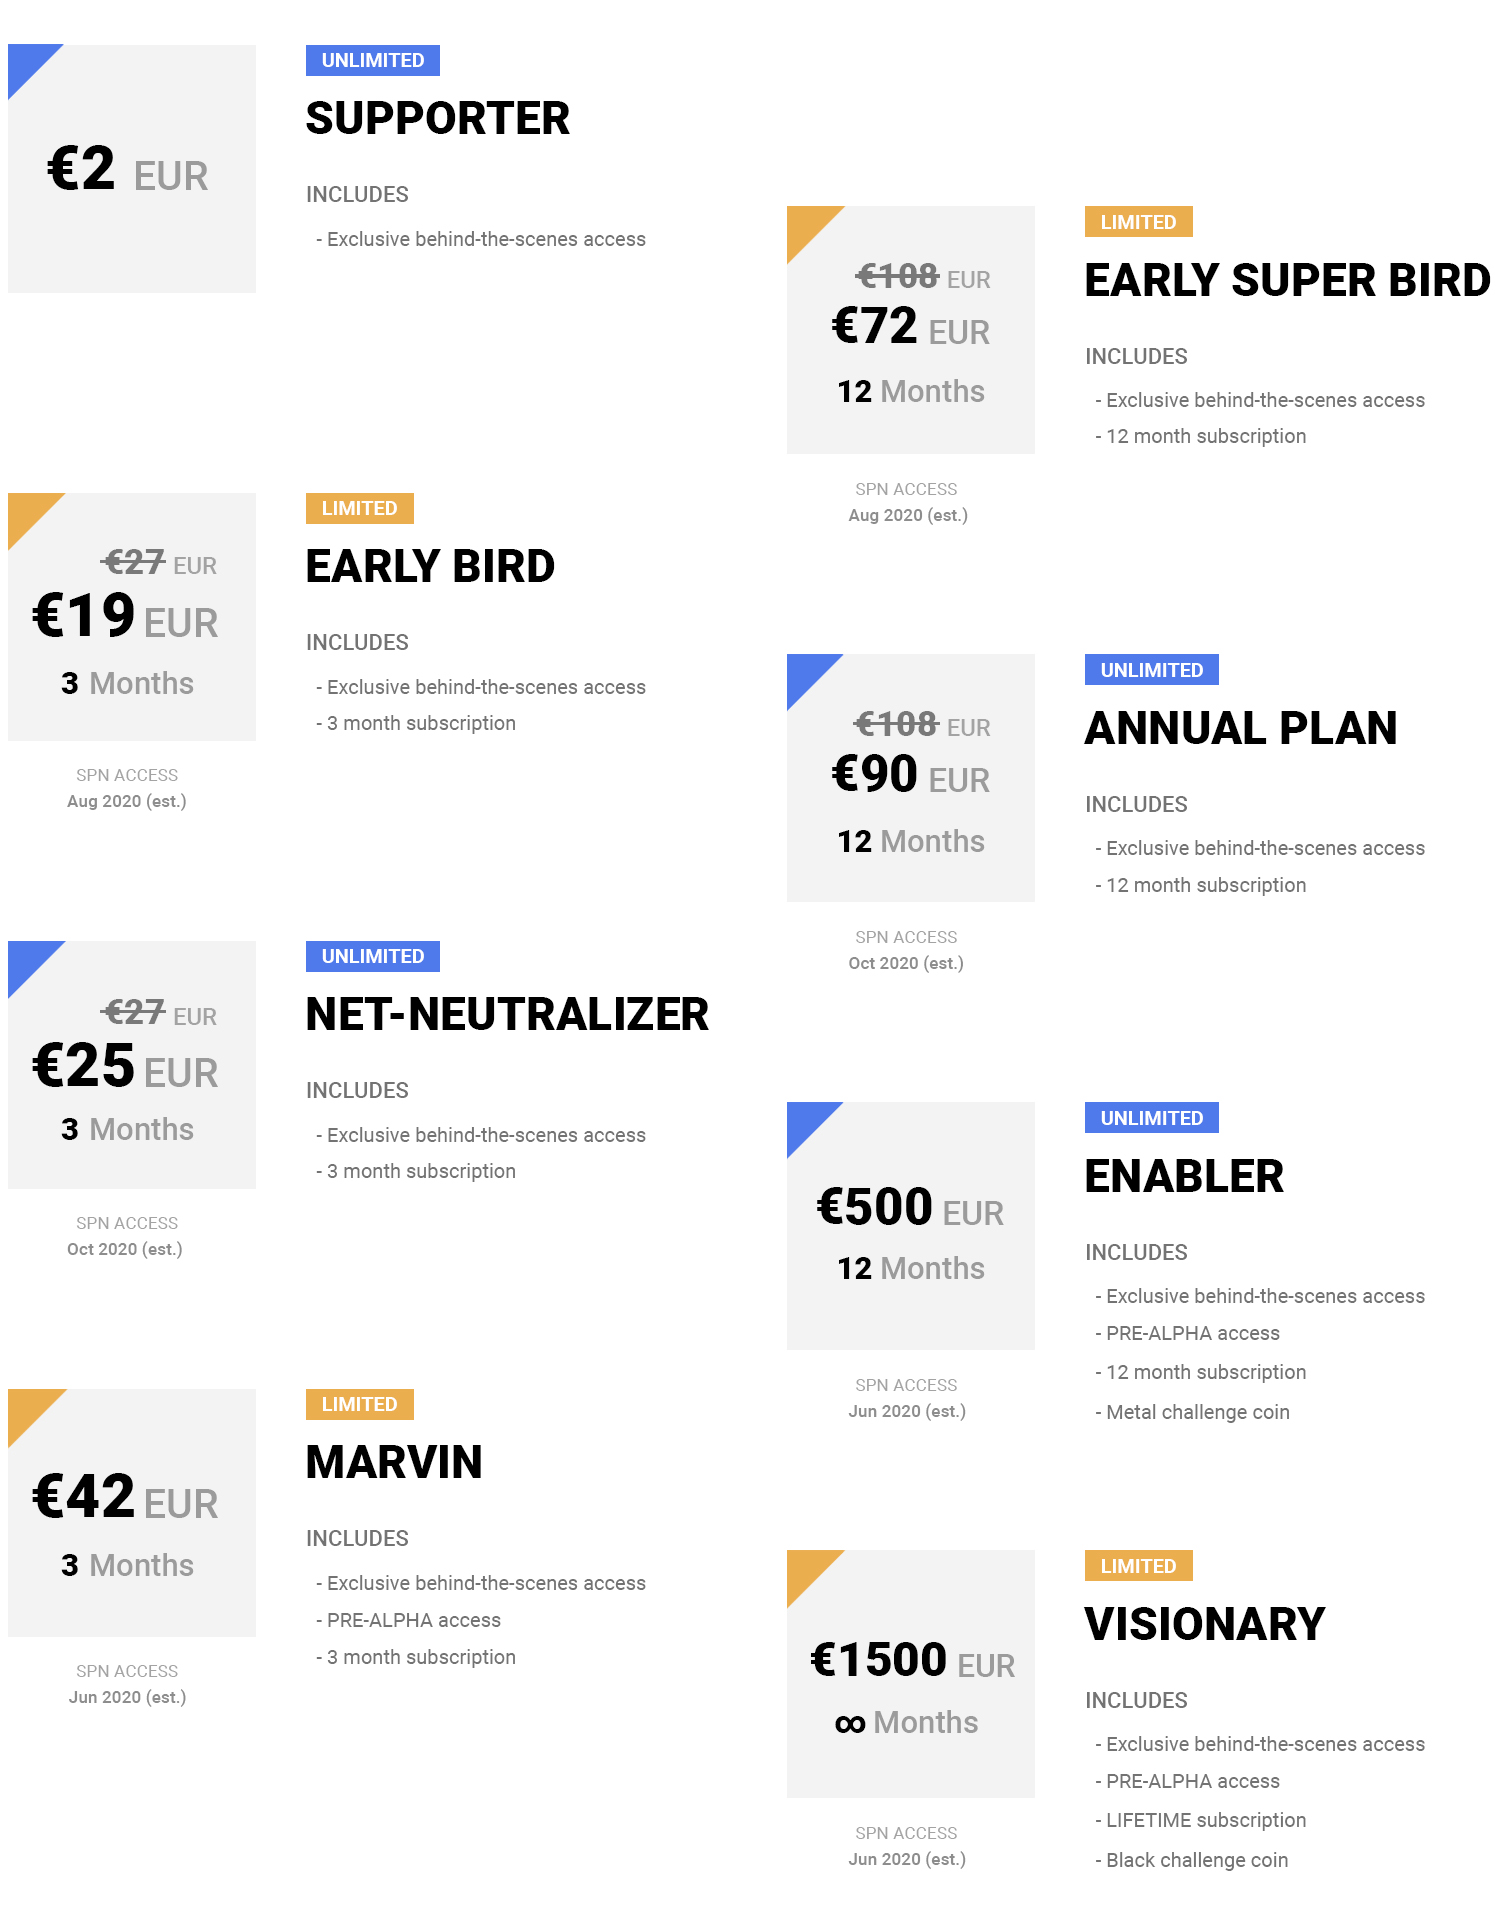 UNLIMITED
SUPPORTER
€2 EUR
INCLUDES
- Exclusive behind-the-scenes access
LIMITED
EARLY BIRD
€27 EUR
€19 EUR
3 Months
INCLUDES
- Exclusive behind-the-scenes access
- 3 month subscription
SPN ACCESS
Aug 2020 (est.)
UNLIMITED
NET-NEUTRALIZER
€27 EUR
€25 EUR
3 Months
INCLUDES
- Exclusive behind-the-scenes access
- 3 month subscription
SPN ACCESS
Oct 2020 (est.)
LIMITED
MARVIN
€42 EUR
3 Months
INCLUDES
- Exclusive behind-the-scenes access
- PRE-ALPHA access
- 3 month subscription
SPN ACCESS
Jun 2020 (est.)
LIMITED
EARLY SUPER BIRD
€108 EUR
€72 EUR
12 Months
INCLUDES
- Exclusive behind-the-scenes access
- 12 month subscription
SPN ACCESS
Aug 2020 (est.)
UNLIMITED
ANNUAL PLAN
€108 EUR
€90 EUR
12 Months
INCLUDES
- Exclusive behind-the-scenes access
- 12 month subscription
SPN ACCESS
Oct 2020 (est.)
UNLIMITED
ENABLER
€500 EUR
12 Months
INCLUDES
- Exclusive behind-the-scenes access
- PRE-ALPHA access
- 12 month subscription
- Metal challenge coin
SPN ACCESS
Jun 2020 (est.)
LIMITED
VISIONARY
€1500 EUR
∞ Months
INCLUDES
- Exclusive behind-the-scenes access
- PRE-ALPHA access
- LIFETIME subscription
- Black challenge coin
SPN ACCESS
Jun 2020 (est.)